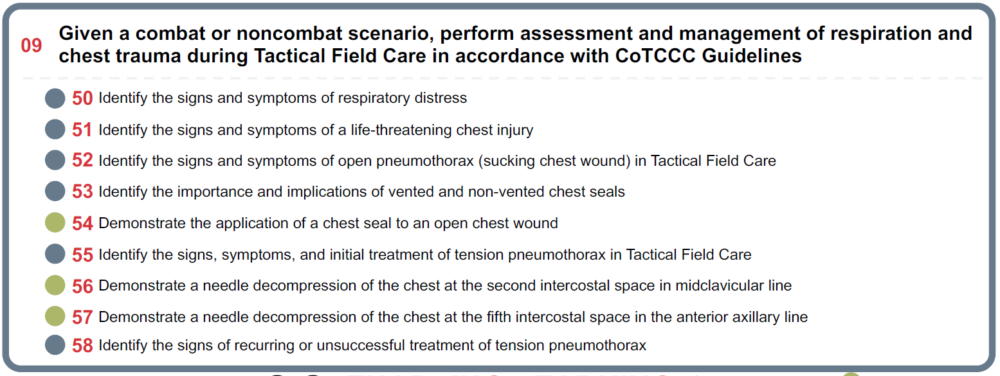 09 Given a combat or noncombat scenario, perform assessment and management of respiration and
chest trauma during Tactical Field Care in accordance with CoTCCC Guidelines
50 Identify the signs and symptoms of respiratory distress
51 Identify the signs and symptoms of a life-threatening chest injury
52 Identify the signs and symptoms of open pneumothorax (sucking chest wound) in Tactical Field Care
53 Identify the importance and implications of vented and non-vented chest seals
54 Demonstrate the application of a chest seal to an open chest wound
55 Identify the signs, symptoms, and initial treatment of tension pneumothorax in Tactical Field Care
56 Demonstrate a needle decompression of the chest at the second intercostal space in midclavicular line
57 Demonstrate a needle decompression of the chest at the fifth intercostal space in the anterior axillary line
58 Identify the signs of recurring or unsuccessful treatment of tension pneumothorax